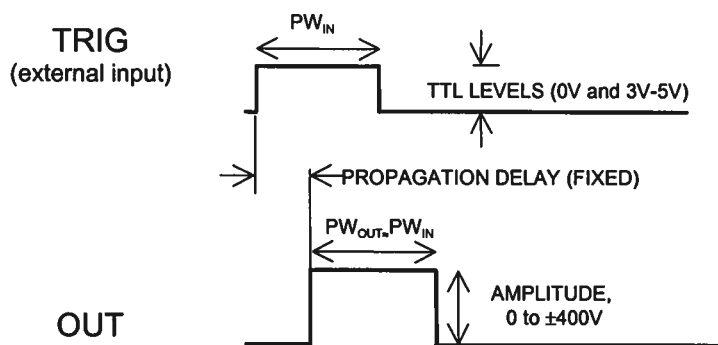 TRIG
(external input)
PW_IN
TTL LEVELS (0V and 3V-5V)
PROPAGATION DELAY (FIXED)
PW_OUT≈PW_IN
AMPLITUDE,
0 to ±400V
OUT